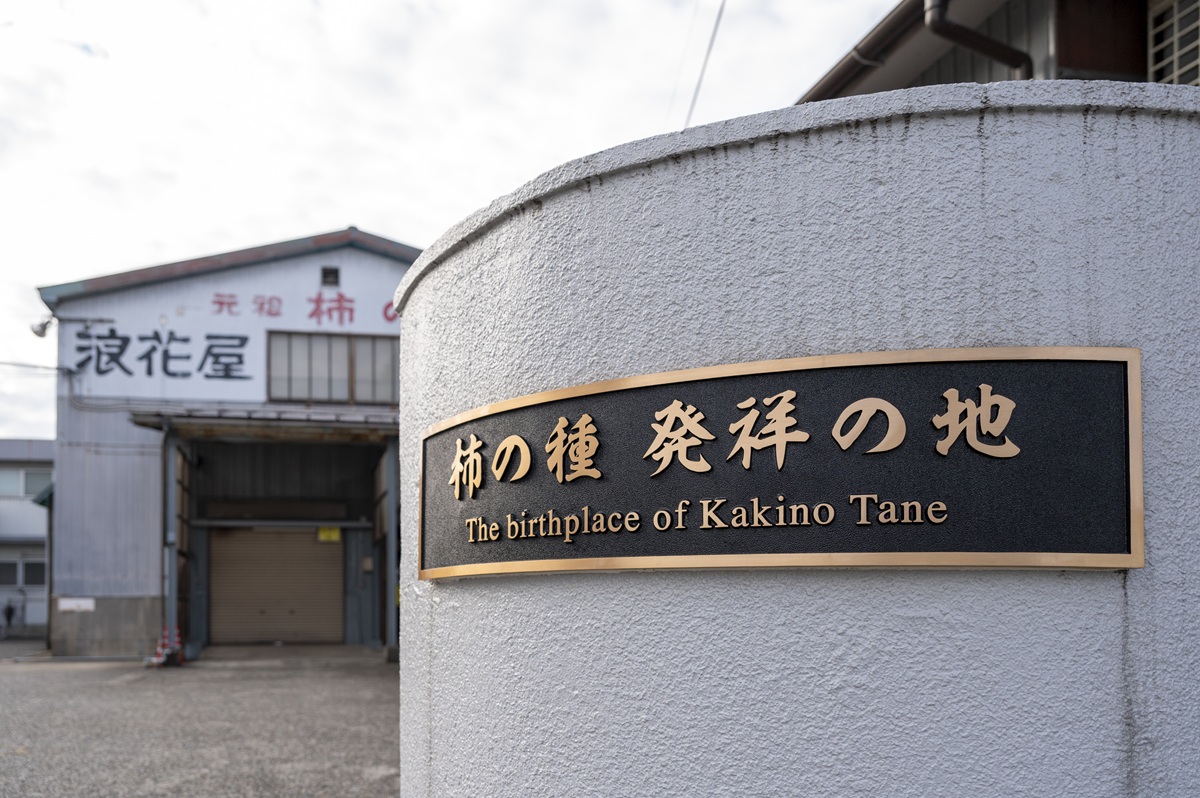 元祖 柿の
浪花屋
柿の種 発祥の地
The birthplace of Kakino Tane